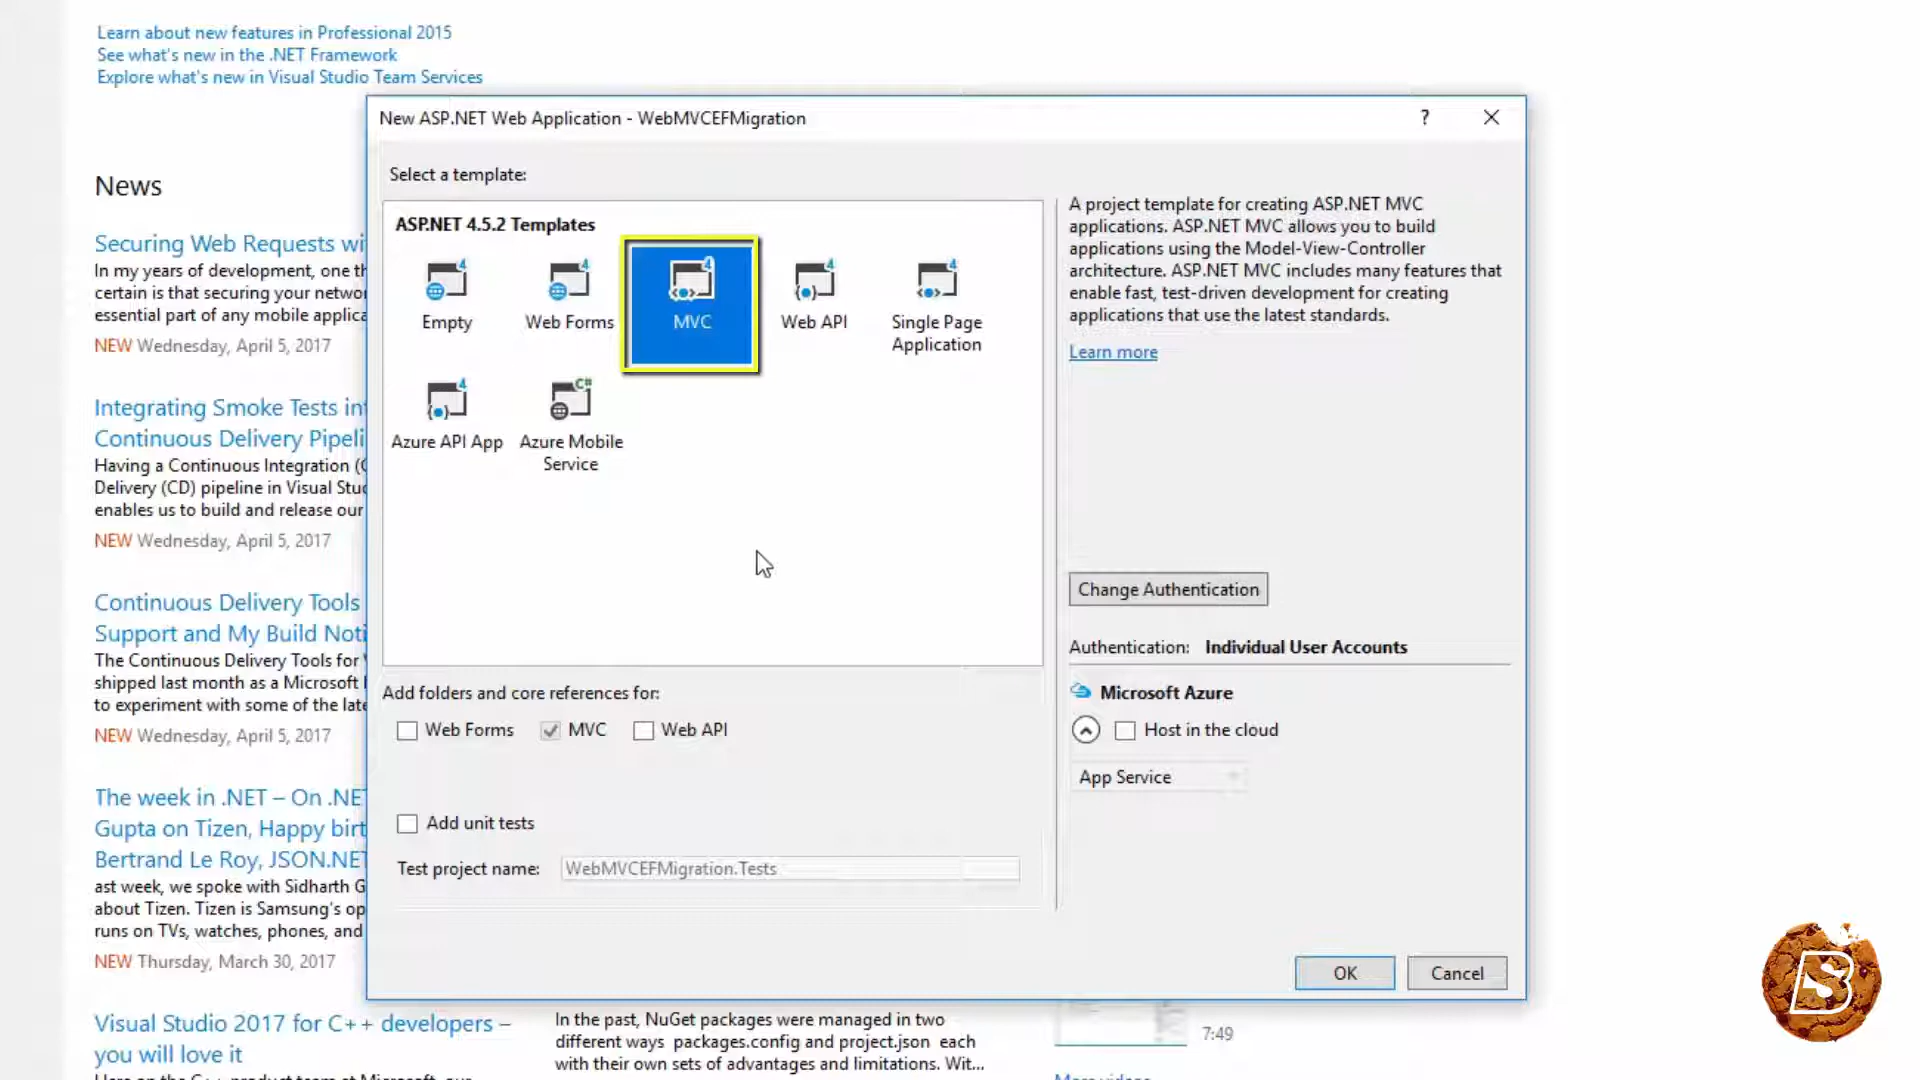 Learn about new features in Professional 2015
See what's new in the .NET Framework
Explore what's new in Visual Studio Team Services
New ASP.NET Web Application - WebMVCEFMigration
?
Select a template:
News
ASP.NET 4.5.2 Templates
Empty
Web Forms
MVC
Web API
Single Page
Application
Azure API App
Azure Mobile
Service
A project template for creating ASP.NET MVC
applications. ASP.NET MVC allows you to build
applications using the Model-View-Controller
architecture. ASP.NET MVC includes many features that
enable fast, test-driven development for creating
applications that use the latest standards.
Learn more
Change Authentication
Authentication: Individual User Accounts
Microsoft Azure
Host in the cloud
App Service
Add folders and core references for:
Web Forms
MVC
Web API
Add unit tests
Test project name: WebMVCEFMigration.Tests
OK
Cancel
Securing Web Requests wi
In my years of development, one th
certain is that securing your networ
essential part of any mobile applica
NEW Wednesday, April 5, 2017
Integrating Smoke Tests int
Continuous Delivery Pipeli
Having a Continuous Integration (C
Delivery (CD) pipeline in Visual Stud
enables us to build and release our
NEW Wednesday, April 5, 2017
Continuous Delivery Tools
Support and My Build Noti
The Continuous Delivery Tools for V
shipped last month as a Microsoft
to experiment with some of the late
NEW Wednesday, April 5, 2017
The week in .NET – On .NET
Gupta on Tizen, Happy birt
Bertrand Le Roy, JSON.NET
ast week, we spoke with Sidharth G
about Tizen. Tizen is Samsung's op
runs on TVs, watches, phones, and
NEW Thursday, March 30, 2017
Visual Studio 2017 for C++ developers –
you will love it
In the past, NuGet packages were managed in two
different ways packages.config and project.json each
with their own sets of advantages and limitations. Wit...
7:49